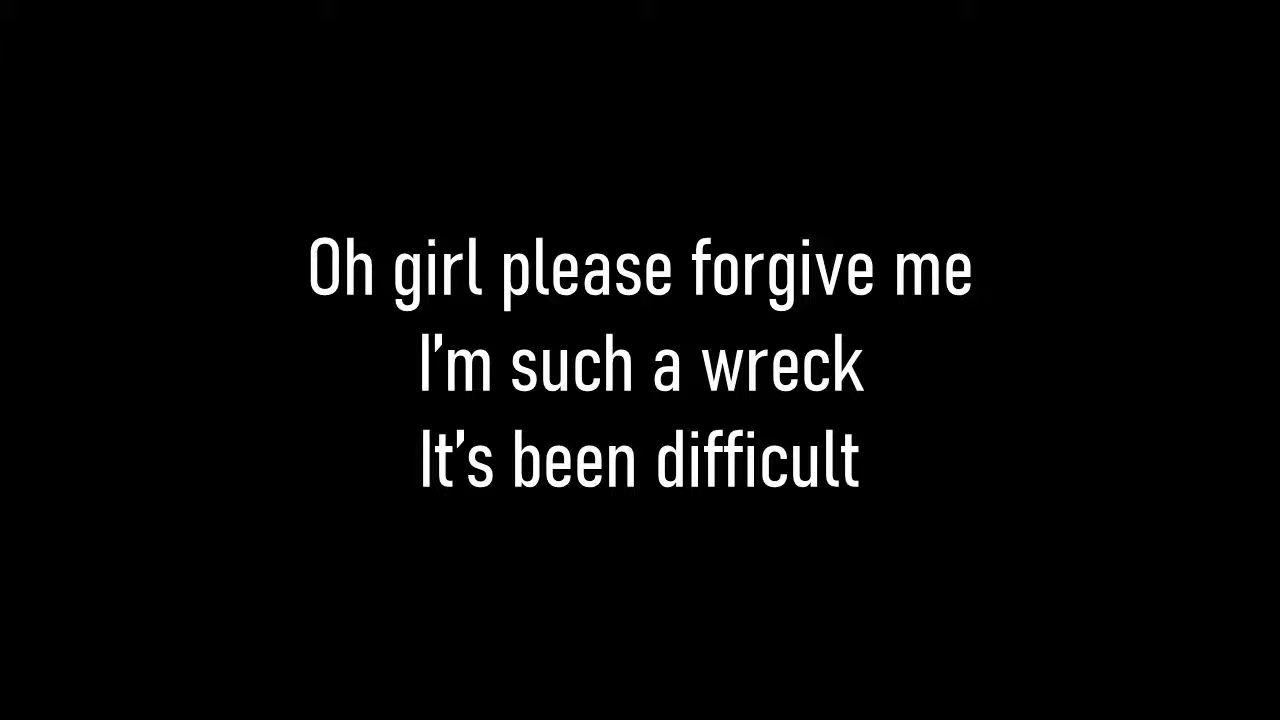 Oh girl please forgive me
I’m such a wreck
It’s been difficult